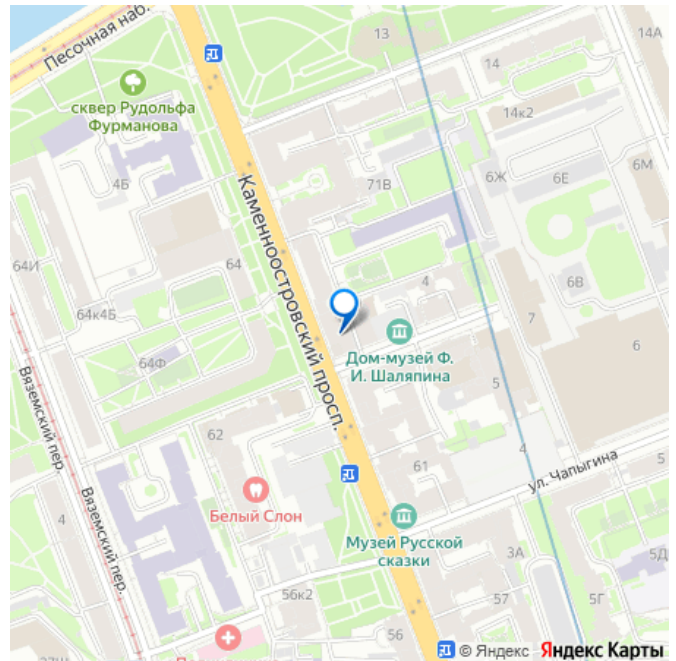 Песочная наб.
13
14А
14
сквер Рудольфа
Фурманова
14к2
4Б
71В
6Ж
6Е
6М
Каменноостровский просп.
64И
64
4
6В
64к4Б
7
Дом-музей Ф.
И. Шаляпина
6
64Ф
5
Вяземский пер.
62
61
4
5
ул. Чапыгина
Белый Слон
Вяземский пер.
4
Музей Русской
сказки
3А
5Д
56к2
57
5Г
56
© Яндекс Яндекс Карты